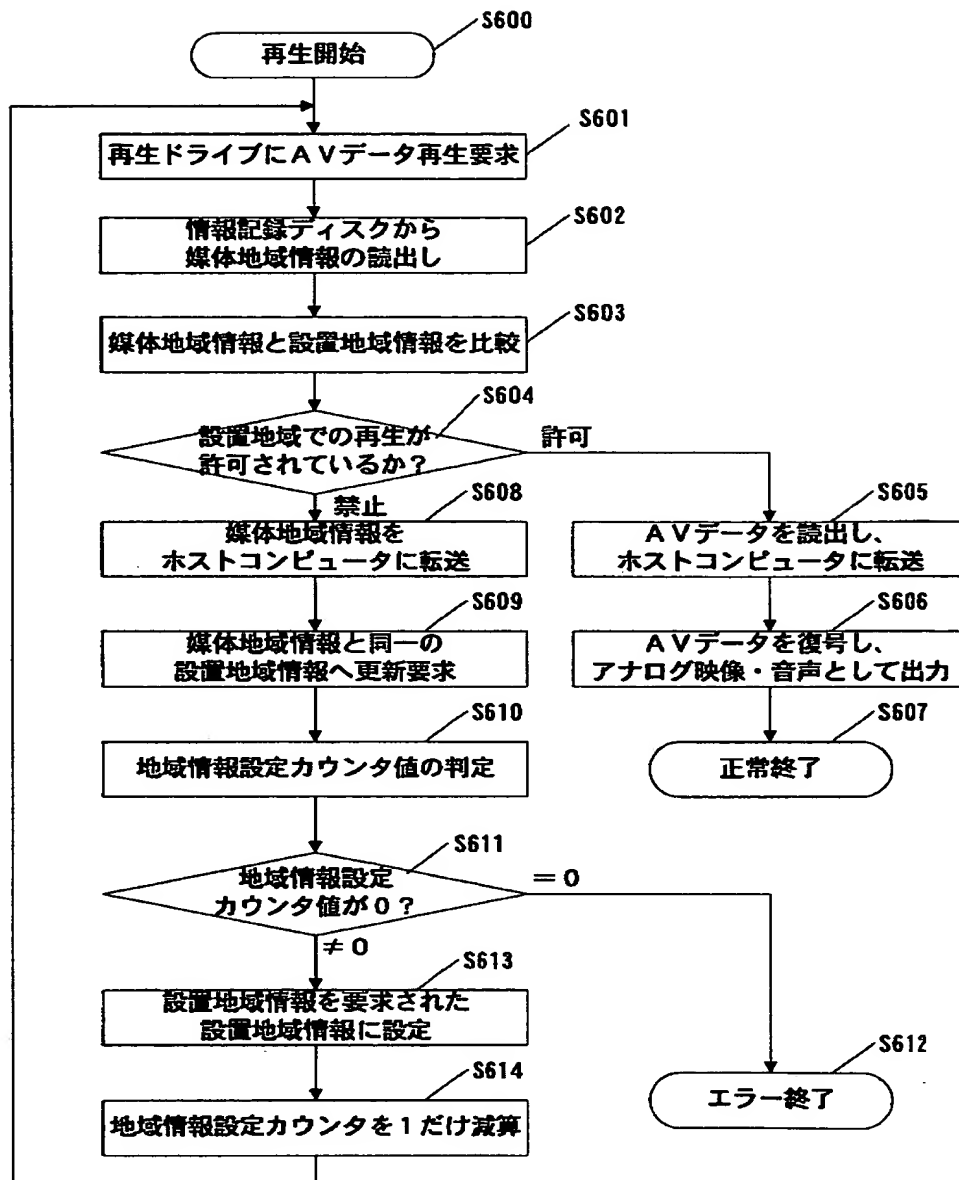 S600
再生開始
S601
再生ドライブにAVデータ再生要求
S602
情報記録ディスクから
媒体地域情報の読出し
S603
媒体地域情報と設置地域情報を比較
S604
設置地域での再生が
許可されているか？
許可
禁止
S608
媒体地域情報を
ホストコンピュータに転送
S605
AVデータを読出し、
ホストコンピュータに転送
S609
媒体地域情報と同一の
設置地域情報へ更新要求
S606
AVデータを復号し、
アナログ映像・音声として出力
S610
地域情報設定カウンタ値の判定
S607
正常終了
S611
地域情報設定
カウンタ値が0？
＝0
≠0
S613
設置地域情報を要求された
設置地域情報に設定
S612
エラー終了
S614
地域情報設定カウンタを1だけ減算